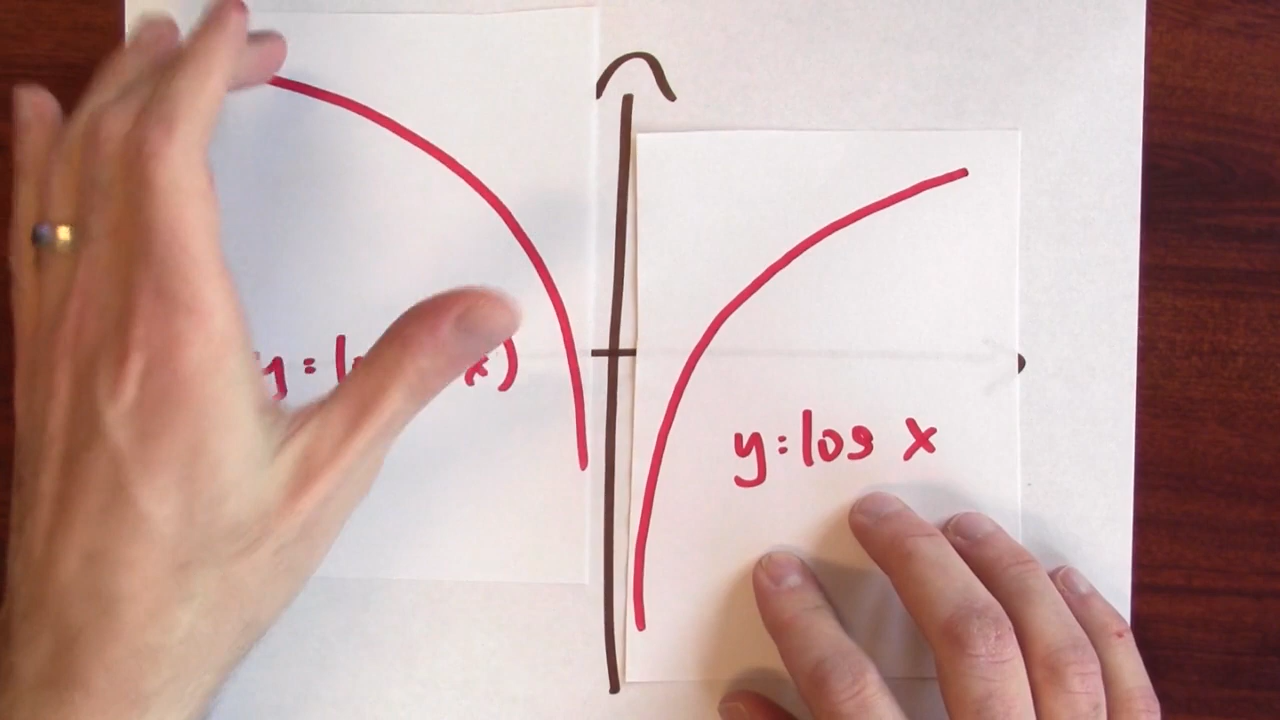 y = x)
y = log x